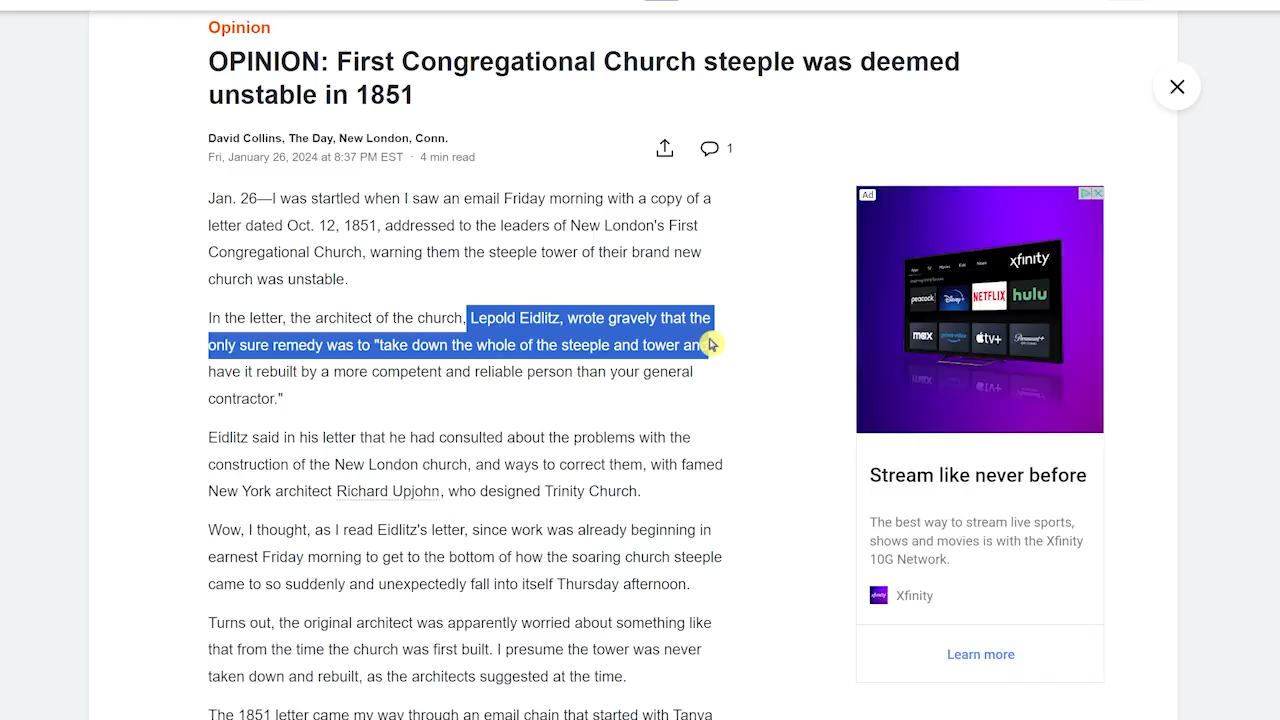 Opinion
OPINION: First Congregational Church steeple was deemed
unstable in 1851
David Collins, The Day, New London, Conn.
Fri, January 26, 2024 at 8:37 PM EST · 4 min read
1
Jan. 26—I was startled when I saw an email Friday morning with a copy of a
letter dated Oct. 12, 1851, addressed to the leaders of New London's First
Congregational Church, warning them the steeple tower of their brand new
church was unstable.
In the letter, the architect of the church, Lepold Eidlitz, wrote gravely that the
only sure remedy was to "take down the whole of the steeple and tower an
have it rebuilt by a more competent and reliable person than your general
contractor."
Eidlitz said in his letter that he had consulted about the problems with the
construction of the New London church, and ways to correct them, with famed
New York architect Richard Upjohn, who designed Trinity Church.
Wow, I thought, as I read Eidlitz's letter, since work was already beginning in
earnest Friday morning to get to the bottom of how the soaring church steeple
came to so suddenly and unexpectedly fall into itself Thursday afternoon.
Turns out, the original architect was apparently worried about something like
that from the time the church was first built. I presume the tower was never
taken down and rebuilt, as the architects suggested at the time.
The 1851 letter came my way through an email chain that started with Tanya
Ad
xfinity
peacock Disney+ NETFLIX hulu
max prime video tv+ Paramount+
Stream like never before
The best way to stream live sports,
shows and movies is with the Xfinity
10G Network.
xfinity Xfinity
Learn more